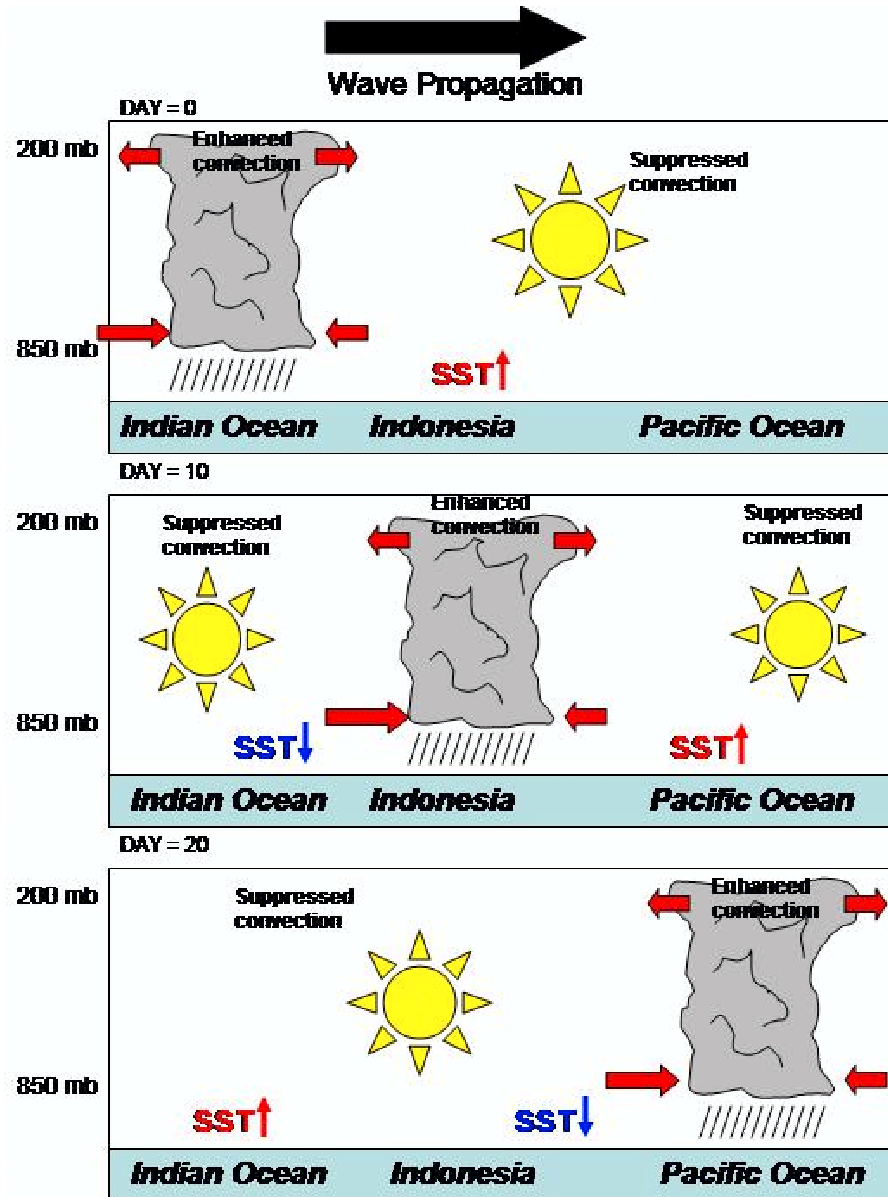 Wave Propagation
DAY = 0
200 mb
Enhanced
convection
Suppressed
convection
850 mb
SST
Indian Ocean Indonesia Pacific Ocean
DAY = 10
200 mb
Suppressed
convection
Enhanced
convection
Suppressed
convection
850 mb
SST SST
Indian Ocean Indonesia Pacific Ocean
DAY = 20
200 mb
Suppressed
convection
Enhanced
convection
850 mb
SST SST
Indian Ocean Indonesia Pacific Ocean